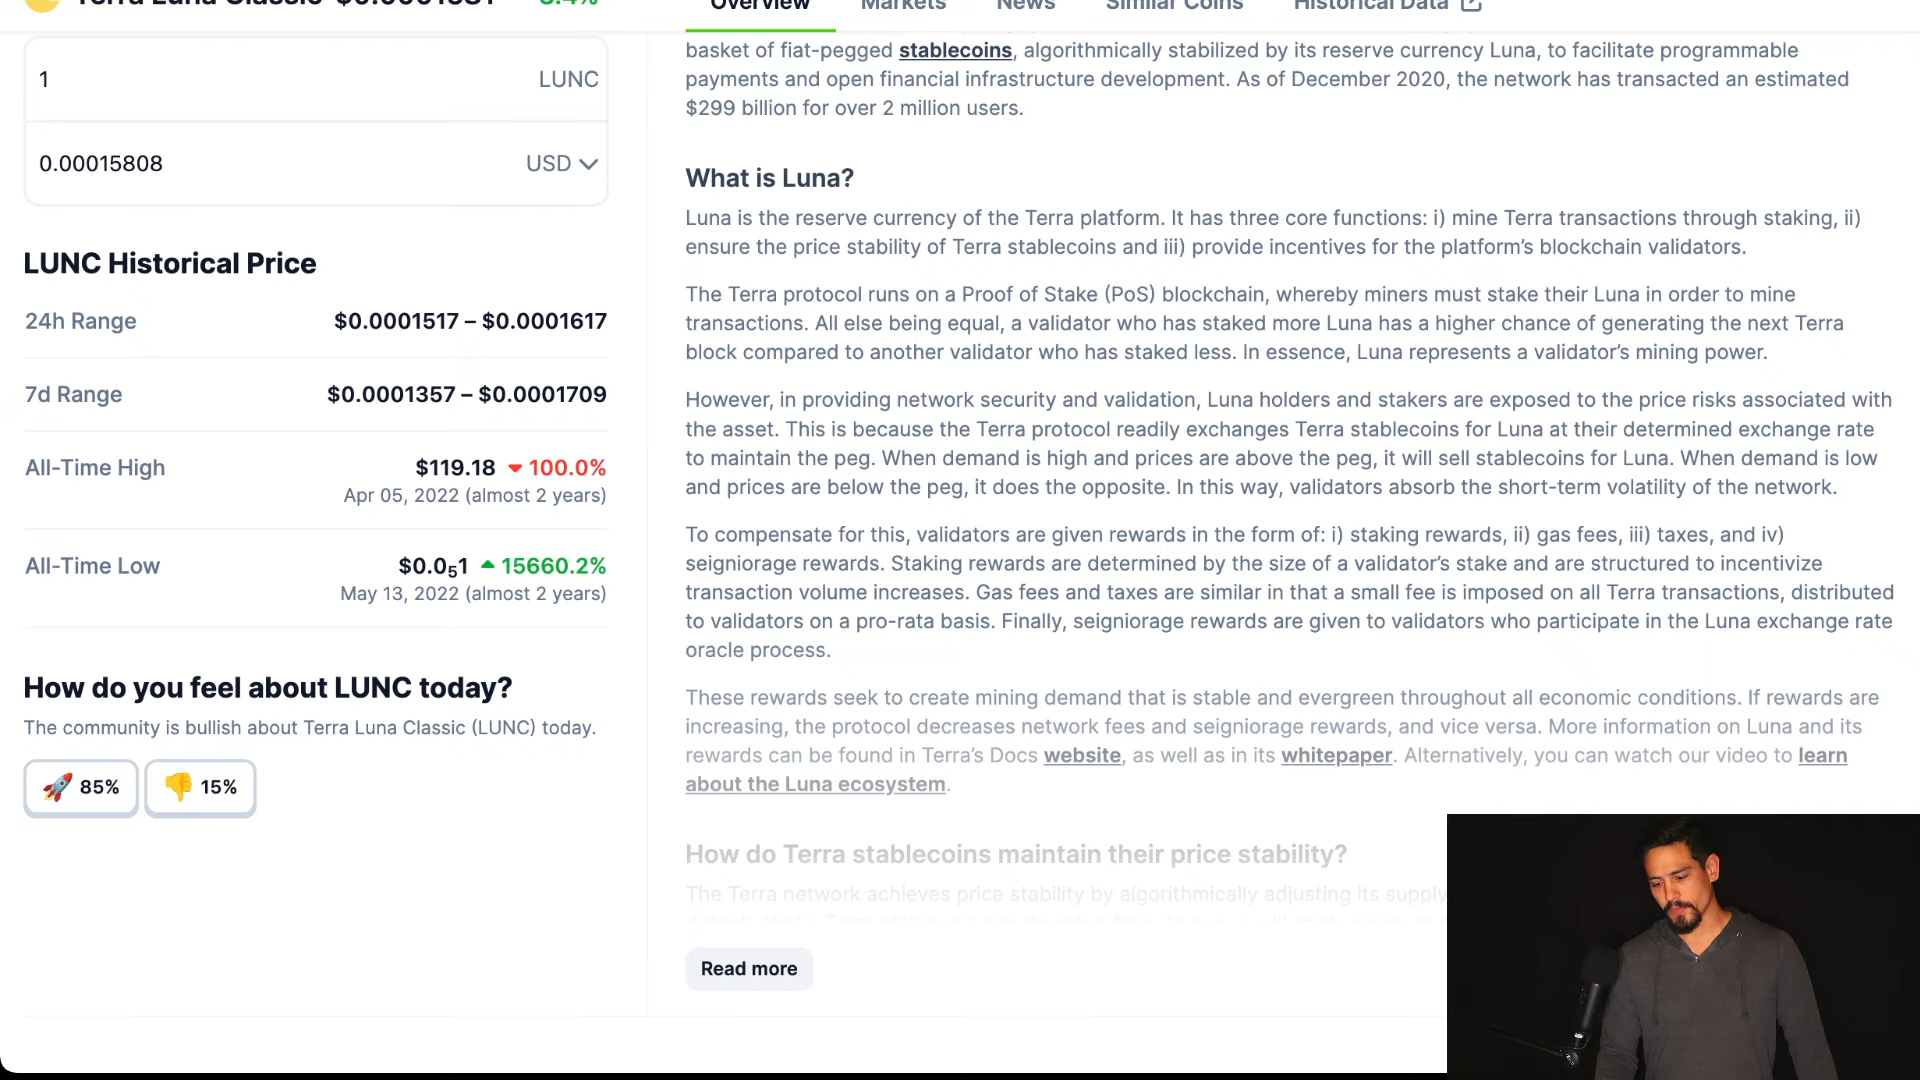 Terra Luna Classic $0.0001581 3.4%
Overview Markets News Similar Coins Historical Data
1 LUNC
0.00015808 USD
LUNC Historical Price
24h Range $0.0001517 – $0.0001617
7d Range $0.0001357 – $0.0001709
All-Time High $119.18 100.0%
Apr 05, 2022 (almost 2 years)
All-Time Low $0.0₅1 15660.2%
May 13, 2022 (almost 2 years)
How do you feel about LUNC today?
The community is bullish about Terra Luna Classic (LUNC) today.
🚀 85% 👎 15%
basket of fiat-pegged stablecoins, algorithmically stabilized by its reserve currency Luna, to facilitate programmable
payments and open financial infrastructure development. As of December 2020, the network has transacted an estimated
$299 billion for over 2 million users.
What is Luna?
Luna is the reserve currency of the Terra platform. It has three core functions: i) mine Terra transactions through staking, ii)
ensure the price stability of Terra stablecoins and iii) provide incentives for the platform’s blockchain validators.
The Terra protocol runs on a Proof of Stake (PoS) blockchain, whereby miners must stake their Luna in order to mine
transactions. All else being equal, a validator who has staked more Luna has a higher chance of generating the next Terra
block compared to another validator who has staked less. In essence, Luna represents a validator’s mining power.
However, in providing network security and validation, Luna holders and stakers are exposed to the price risks associated with
the asset. This is because the Terra protocol readily exchanges Terra stablecoins for Luna at their determined exchange rate
to maintain the peg. When demand is high and prices are above the peg, it will sell stablecoins for Luna. When demand is low
and prices are below the peg, it does the opposite. In this way, validators absorb the short-term volatility of the network.
To compensate for this, validators are given rewards in the form of: i) staking rewards, ii) gas fees, iii) taxes, and iv)
seigniorage rewards. Staking rewards are determined by the size of a validator’s stake and are structured to incentivize
transaction volume increases. Gas fees and taxes are similar in that a small fee is imposed on all Terra transactions, distributed
to validators on a pro-rata basis. Finally, seigniorage rewards are given to validators who participate in the Luna exchange rate
oracle process.
These rewards seek to create mining demand that is stable and evergreen throughout all economic conditions. If rewards are
increasing, the protocol decreases network fees and seigniorage rewards, and vice versa. More information on Luna and its
rewards can be found in Terra’s Docs website, as well as in its whitepaper. Alternatively, you can watch our video to learn
about the Luna ecosystem.
How do Terra stablecoins maintain their price stability?
The Terra network achieves price stability by algorithmically adjusting its supply
Read more